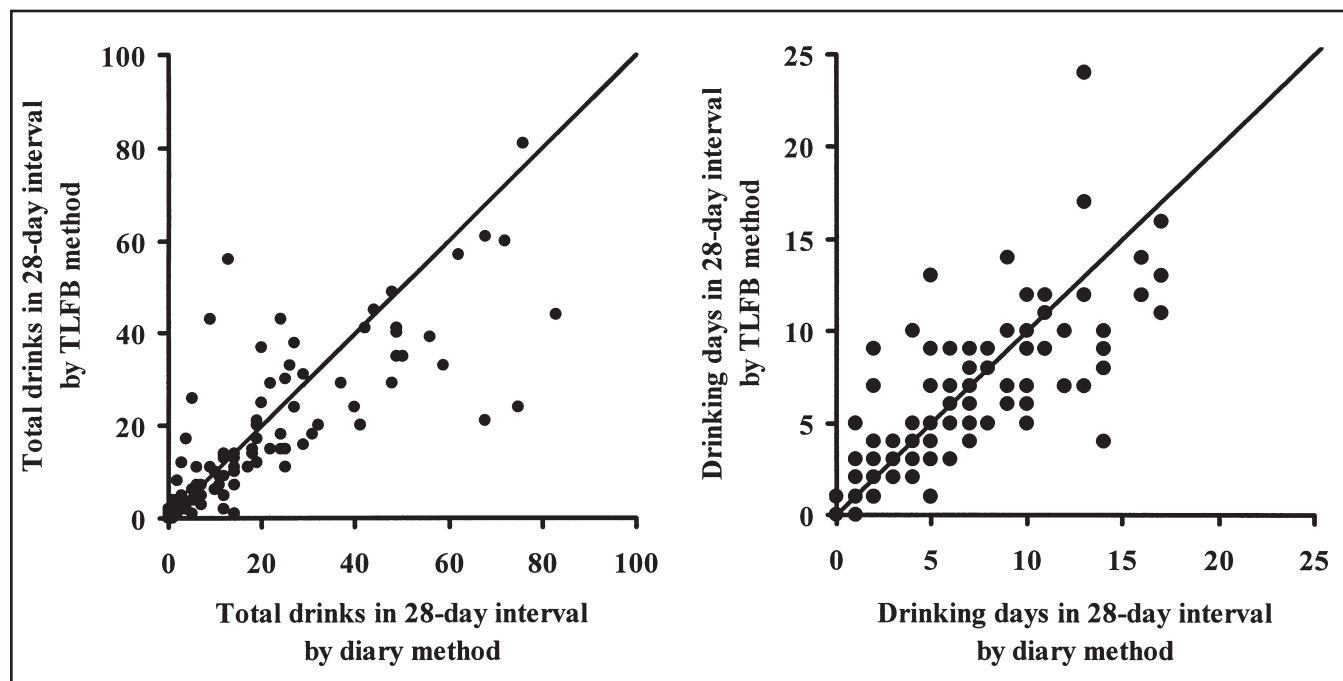 Total drinks in 28-day interval
by TLFB method
100
80
60
40
20
0
0 20 40 60 80 100
Total drinks in 28-day interval
by diary method
Drinking days in 28-day interval
by TLFB method
25
20
15
10
5
0
0 5 10 15 20 25
Drinking days in 28-day interval
by diary method